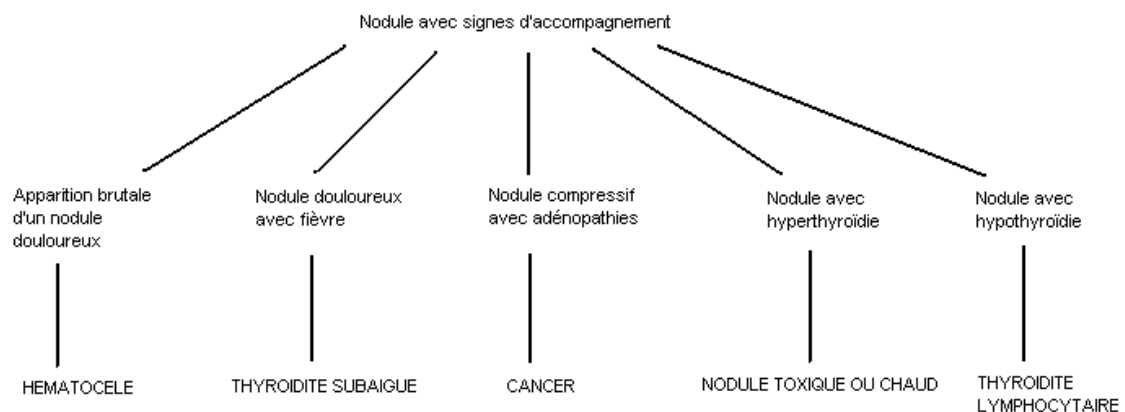 Nodule avec signes d'accompagnement
Apparition brutale
d'un nodule
douloureux
Nodule douloureux
avec fièvre
Nodule compressif
avec adénopathies
Nodule avec
hyperthyroïdie
Nodule avec
hypothyroïdie
HEMATOCELE
THYROIDITE SUBAIGUE
CANCER
NODULE TOXIQUE OU CHAUD
THYROIDITE
LYMPHOCYTAIRE